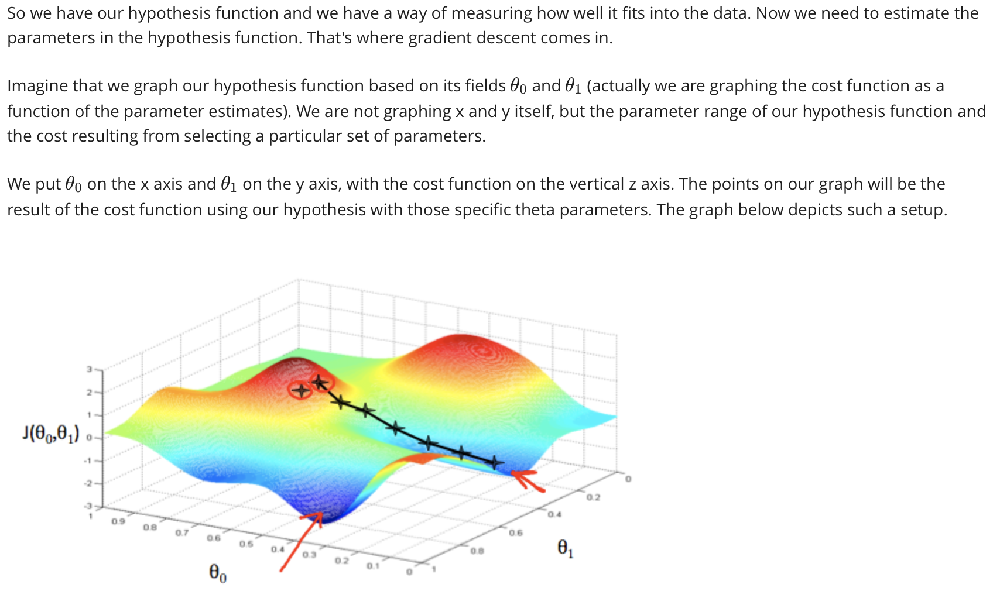 So we have our hypothesis function and we have a way of measuring how well it fits into the data. Now we need to estimate the
parameters in the hypothesis function. That's where gradient descent comes in.
Imagine that we graph our hypothesis function based on its fields θ₀ and θ₁ (actually we are graphing the cost function as a
function of the parameter estimates). We are not graphing x and y itself, but the parameter range of our hypothesis function and
the cost resulting from selecting a particular set of parameters.
We put θ₀ on the x axis and θ₁ on the y axis, with the cost function on the vertical z axis. The points on our graph will be the
result of the cost function using our hypothesis with those specific theta parameters. The graph below depicts such a setup.
3
2
1
J(θ₀,θ₁)
0
-1
-2
-3
1
0.9
0.8
0.7
0.6
0.5
0.4
0.3
0.2
0.1
0
θ₀
1
0.8
0.6
0.4
0.2
0
θ₁